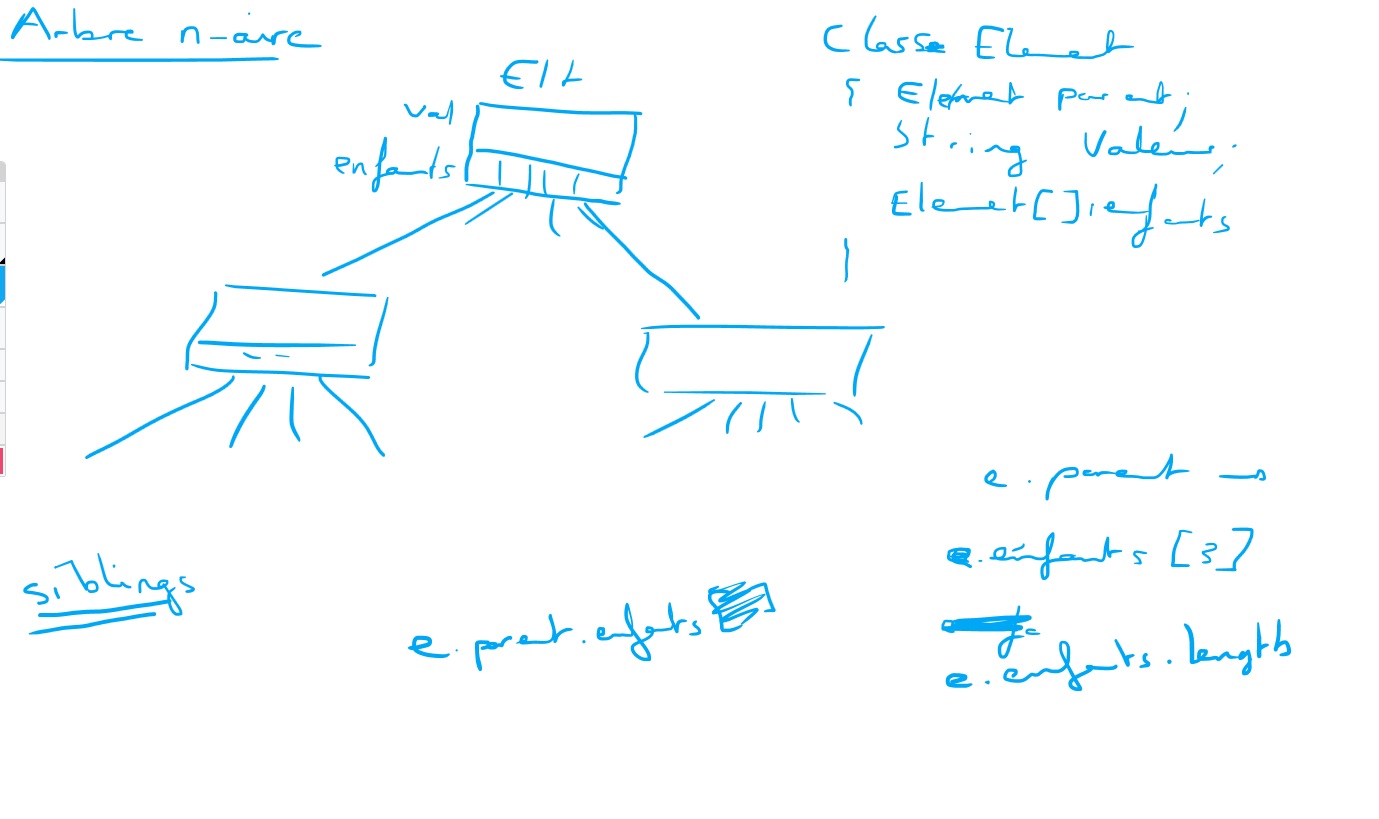 Arbre n-aire
Elt
val
enfants
Classe Element
{ Element parent;
String Valeur;
Element[] enfants
}
e.parent →
e.enfants [3]
e.enfants.length
siblings
e.parent.enfants